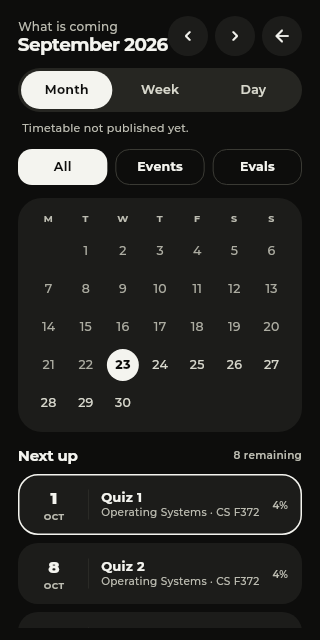 What is coming
September 2026
Month Week Day
Timetable not published yet.
All Events Evals
M T W T F S S
1 2 3 4 5 6
7 8 9 10 11 12 13
14 15 16 17 18 19 20
21 22 23 24 25 26 27
28 29 30
Next up 8 remaining
1 Quiz 1
OCT Operating Systems · CS F372 4%
8 Quiz 2
OCT Operating Systems · CS F372 4%